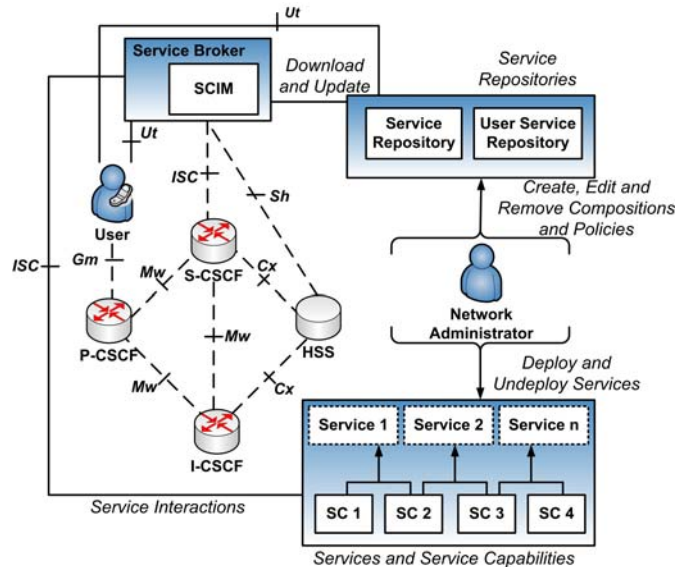 Ut
Service Broker
SCIM
Download
and Update
Service
Repositories
Service
Repository
User Service
Repository
Ut
User
ISC
Sh
Create, Edit and
Remove Compositions
and Policies
ISC
Gm
Mw
S-CSCF
Cx
Network
Administrator
P-CSCF
Mw
HSS
Mw
Cx
Deploy and
Undeploy Services
I-CSCF
Service 1
Service 2
Service n
SC 1
SC 2
SC 3
SC 4
Service Interactions
Services and Service Capabilities